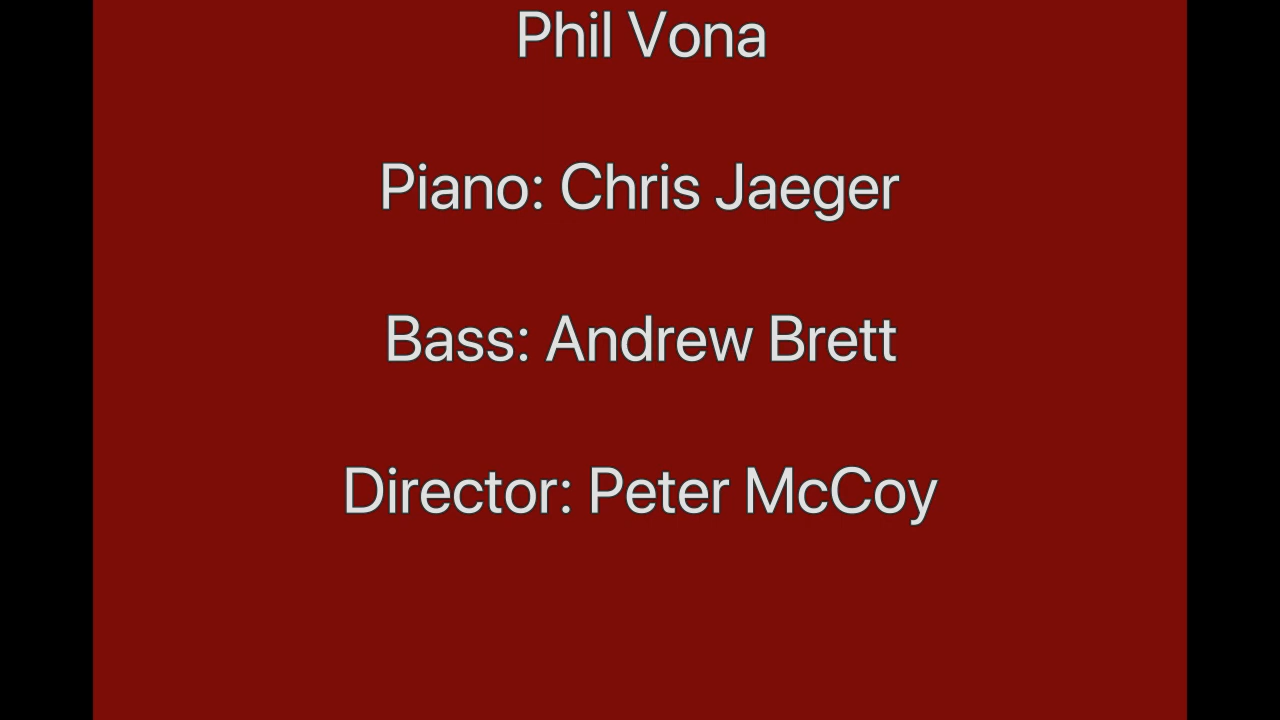 Phil Vona
Piano: Chris Jaeger
Bass: Andrew Brett
Director: Peter McCoy